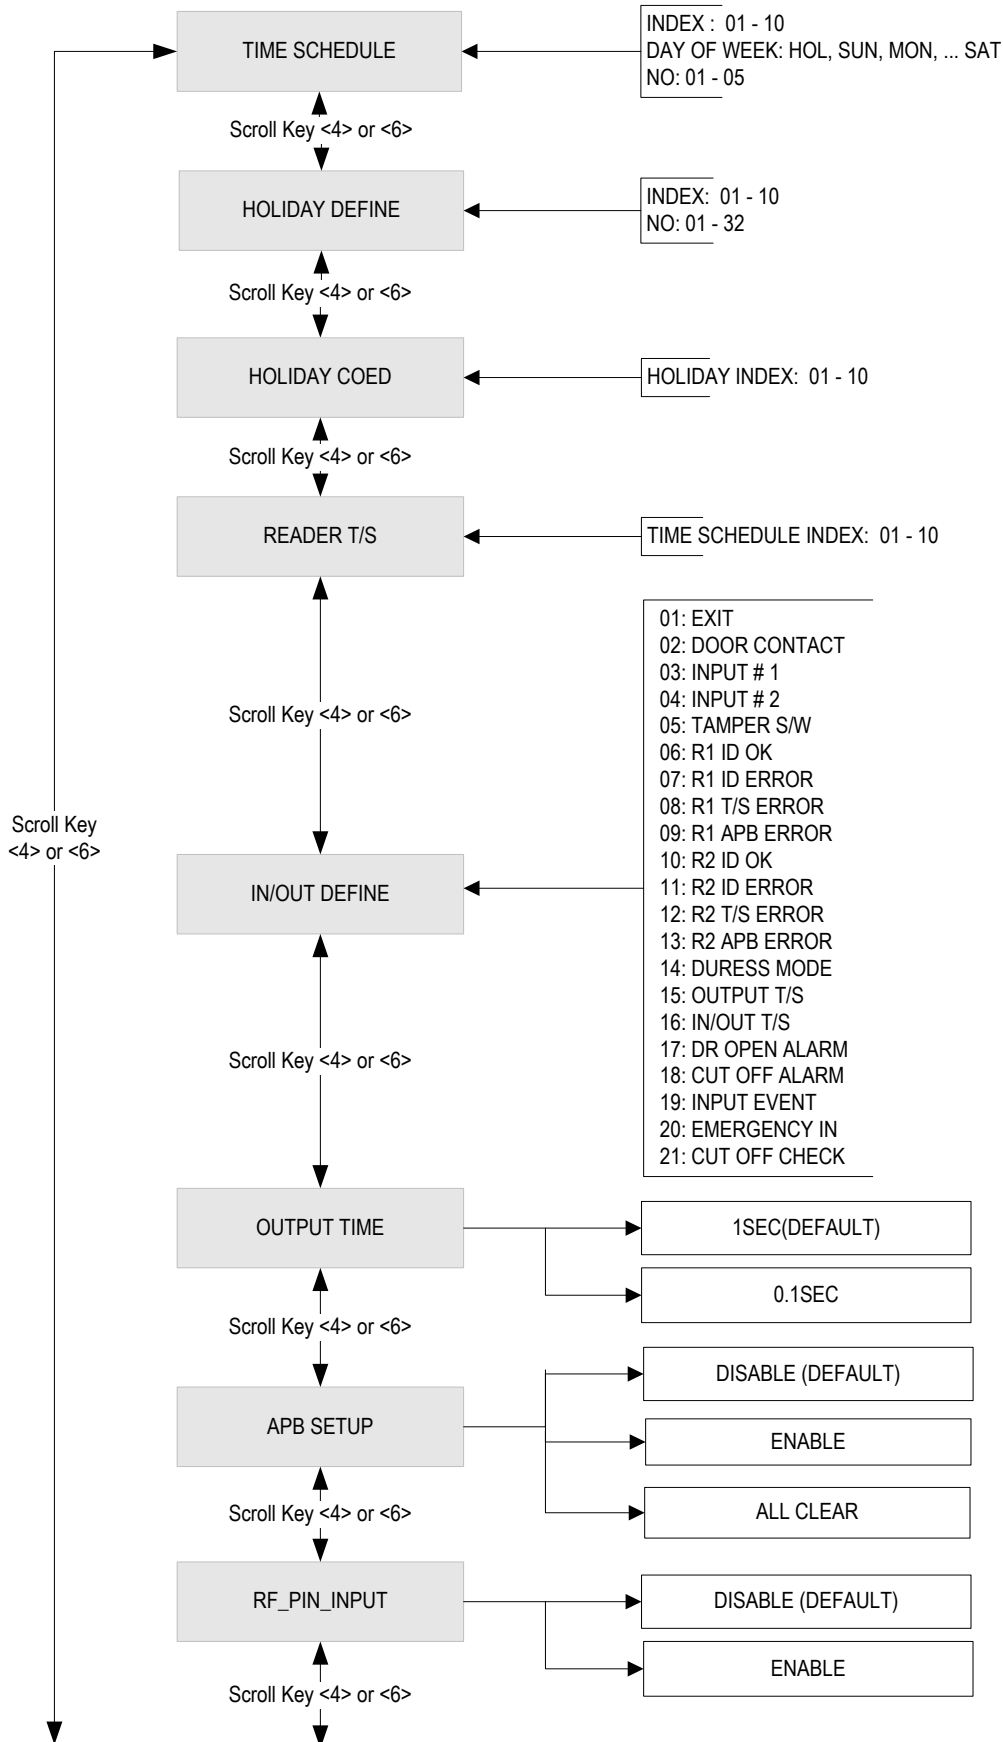 TIME SCHEDULE
INDEX : 01 - 10
DAY OF WEEK: HOL, SUN, MON, ... SAT
NO: 01 - 05
Scroll Key <4> or <6>
HOLIDAY DEFINE
INDEX: 01 - 10
NO: 01 - 32
Scroll Key <4> or <6>
HOLIDAY COED
HOLIDAY INDEX: 01 - 10
Scroll Key <4> or <6>
READER T/S
TIME SCHEDULE INDEX: 01 - 10
Scroll Key <4> or <6>
Scroll Key
<4> or <6>
IN/OUT DEFINE
01: EXIT
02: DOOR CONTACT
03: INPUT # 1
04: INPUT # 2
05: TAMPER S/W
06: R1 ID OK
07: R1 ID ERROR
08: R1 T/S ERROR
09: R1 APB ERROR
10: R2 ID OK
11: R2 ID ERROR
12: R2 T/S ERROR
13: R2 APB ERROR
14: DURESS MODE
15: OUTPUT T/S
16: IN/OUT T/S
17: DR OPEN ALARM
18: CUT OFF ALARM
19: INPUT EVENT
20: EMERGENCY IN
21: CUT OFF CHECK
Scroll Key <4> or <6>
OUTPUT TIME
1SEC(DEFAULT)
0.1SEC
Scroll Key <4> or <6>
APB SETUP
DISABLE (DEFAULT)
ENABLE
ALL CLEAR
Scroll Key <4> or <6>
RF_PIN_INPUT
DISABLE (DEFAULT)
ENABLE
Scroll Key <4> or <6>